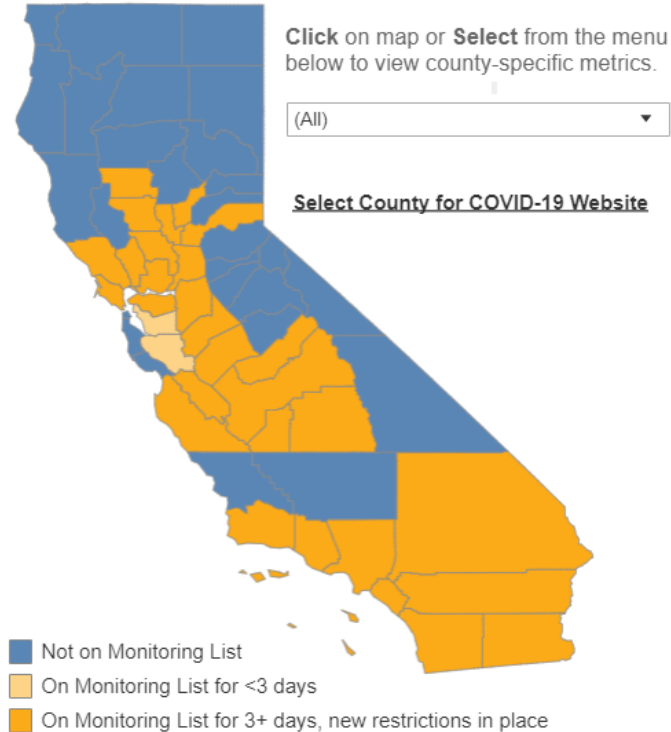 Click on map or Select from the menu
below to view county-specific metrics.
(All)
Select County for COVID-19 Website
Not on Monitoring List
On Monitoring List for <3 days
On Monitoring List for 3+ days, new restrictions in place